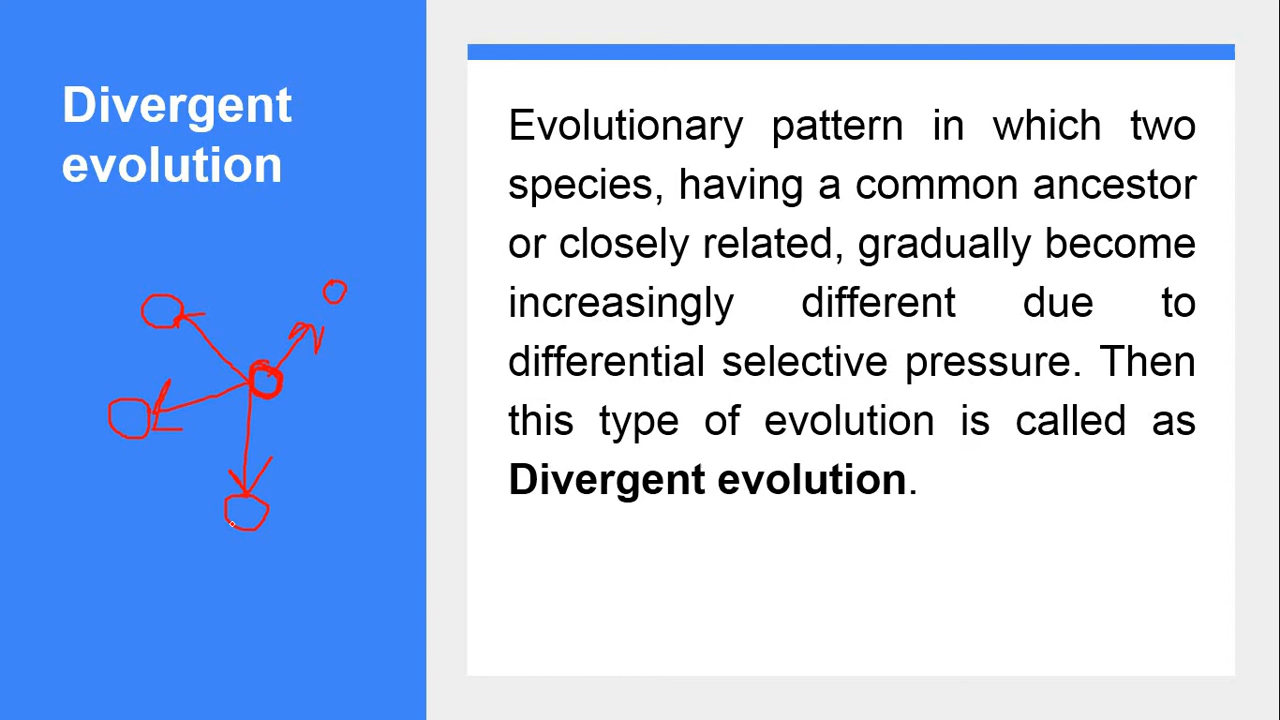 Divergent
evolution
Evolutionary pattern in which two
species, having a common ancestor
or closely related, gradually become
increasingly different due to
differential selective pressure. Then
this type of evolution is called as
Divergent evolution.